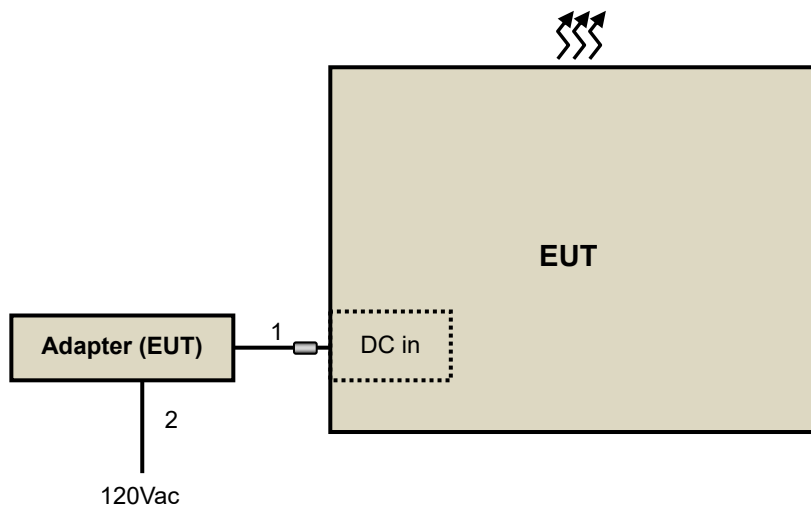 EUT
Adapter (EUT)
1
DC in
2
120Vac